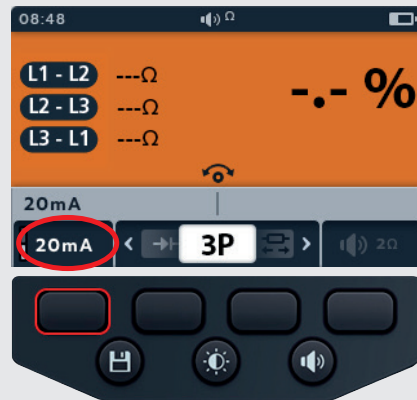 08:48 Ω
L1 - L2 ---Ω -.- %
L2 - L3 ---Ω
L3 - L1 ---Ω
20mA
20mA < 3P > 2Ω